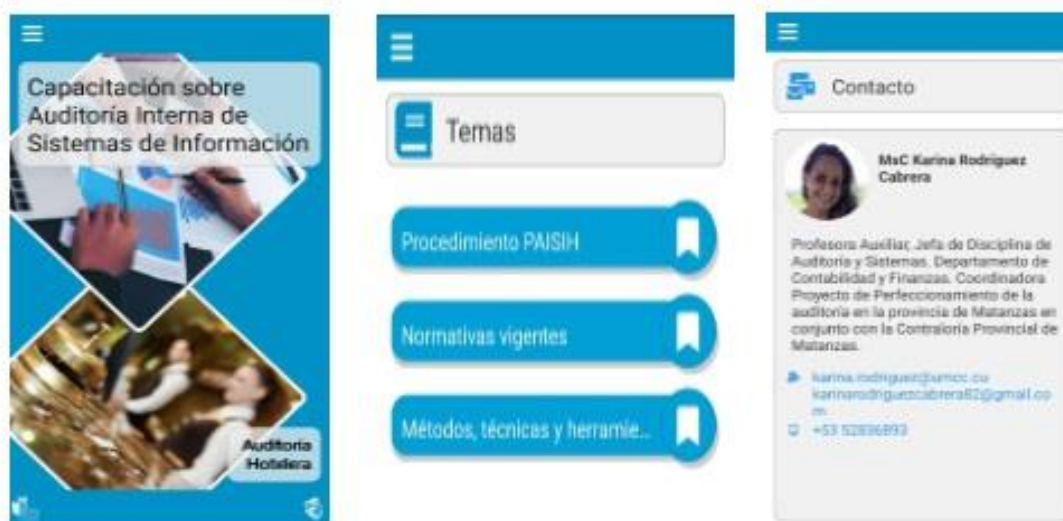 Capacitación sobre
Auditoría Interna de
Sistemas de Información
Auditoría
Hotelera
Temas
Procedimiento PAISIH
Normativas vigentes
Métodos, técnicas y herramie...
Contacto
MsC Karina Rodriguez
Cabrera
Profesora Auxiliar, Jefa de Disciplina de
Auditoría y Sistemas. Departamento de
Contabilidad y Finanzas. Coordinadora
Proyecto de Perfeccionamiento de la
auditoría en la provincia de Matanzas en
conjunto con la Contraloría Provincial de
Matanzas.
karina.rodriguez@umcc.cu
karinarodriguezcabrera82@gmail.co
m
+53 52836893